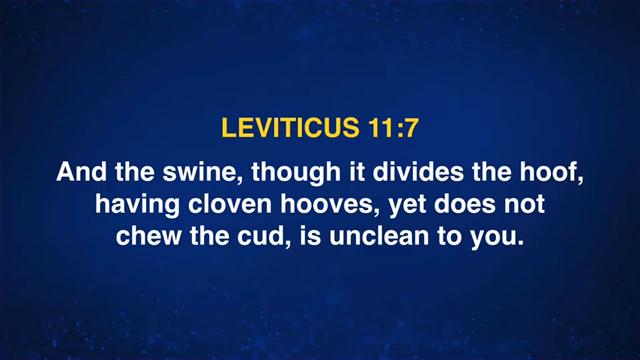 LEVITICUS 11:7
And the swine, though it divides the hoof,
having cloven hooves, yet does not
chew the cud, is unclean to you.